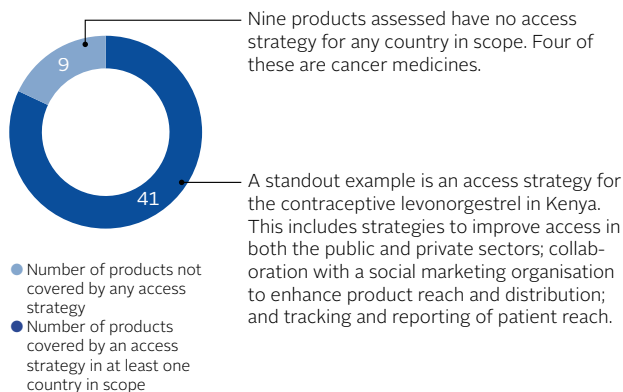 Nine products assessed have no access
strategy for any country in scope. Four of
these are cancer medicines.
9
41
A standout example is an access strategy for
the contraceptive levonorgestrel in Kenya.
This includes strategies to improve access in
both the public and private sectors; collab-
oration with a social marketing organisation
to enhance product reach and distribution;
and tracking and reporting of patient reach.
Number of products not
covered by any access
strategy
Number of products
covered by an access
strategy in at least one
country in scope